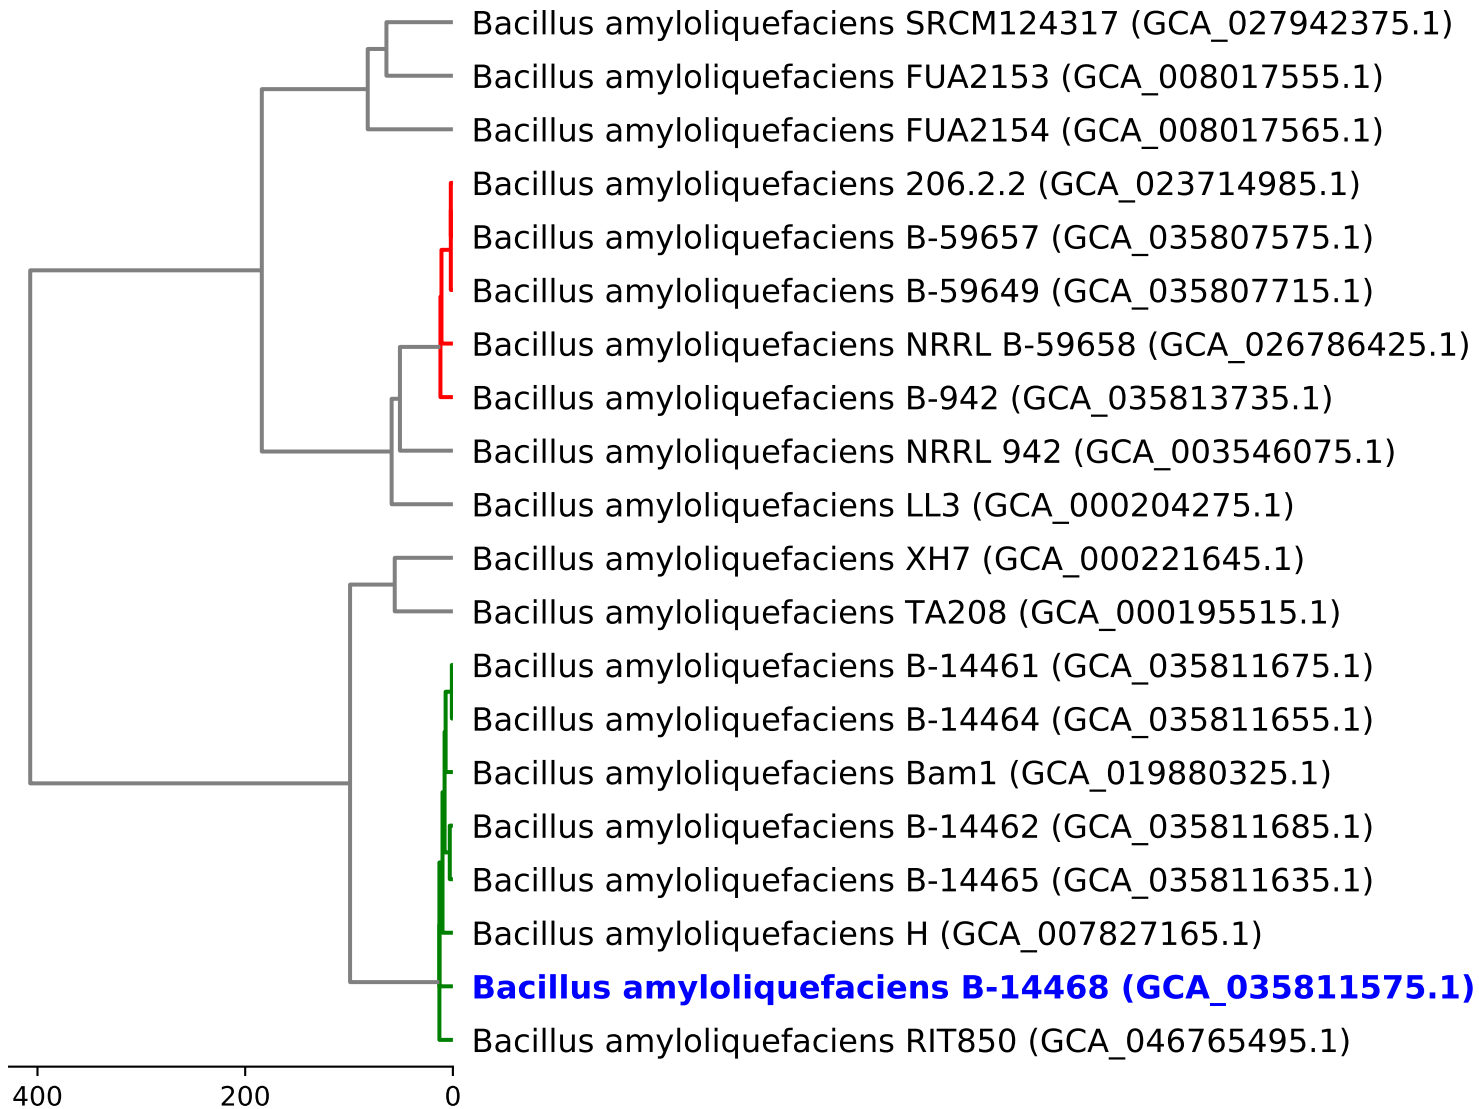 Bacillus amyloliquefaciens SRCM124317 (GCA_027942375.1)
Bacillus amyloliquefaciens FUA2153 (GCA_008017555.1)
Bacillus amyloliquefaciens FUA2154 (GCA_008017565.1)
Bacillus amyloliquefaciens 206.2.2 (GCA_023714985.1)
Bacillus amyloliquefaciens B-59657 (GCA_035807575.1)
Bacillus amyloliquefaciens B-59649 (GCA_035807715.1)
Bacillus amyloliquefaciens NRRL B-59658 (GCA_026786425.1)
Bacillus amyloliquefaciens B-942 (GCA_035813735.1)
Bacillus amyloliquefaciens NRRL 942 (GCA_003546075.1)
Bacillus amyloliquefaciens LL3 (GCA_000204275.1)
Bacillus amyloliquefaciens XH7 (GCA_000221645.1)
Bacillus amyloliquefaciens TA208 (GCA_000195515.1)
Bacillus amyloliquefaciens B-14461 (GCA_035811675.1)
Bacillus amyloliquefaciens B-14464 (GCA_035811655.1)
Bacillus amyloliquefaciens Bam1 (GCA_019880325.1)
Bacillus amyloliquefaciens B-14462 (GCA_035811685.1)
Bacillus amyloliquefaciens B-14465 (GCA_035811635.1)
Bacillus amyloliquefaciens H (GCA_007827165.1)
Bacillus amyloliquefaciens B-14468 (GCA_035811575.1)
Bacillus amyloliquefaciens RIT850 (GCA_046765495.1)
400 200 0